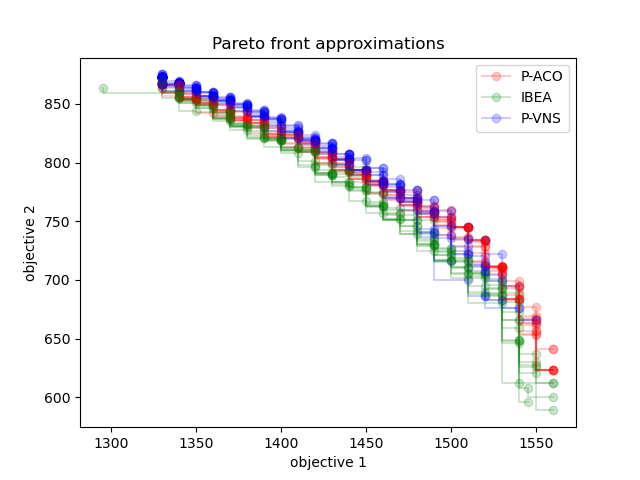 Pareto front approximations
P-ACO
IBEA
P-VNS
objective 2
850
800
750
700
650
600
1300 1350 1400 1450 1500 1550
objective 1